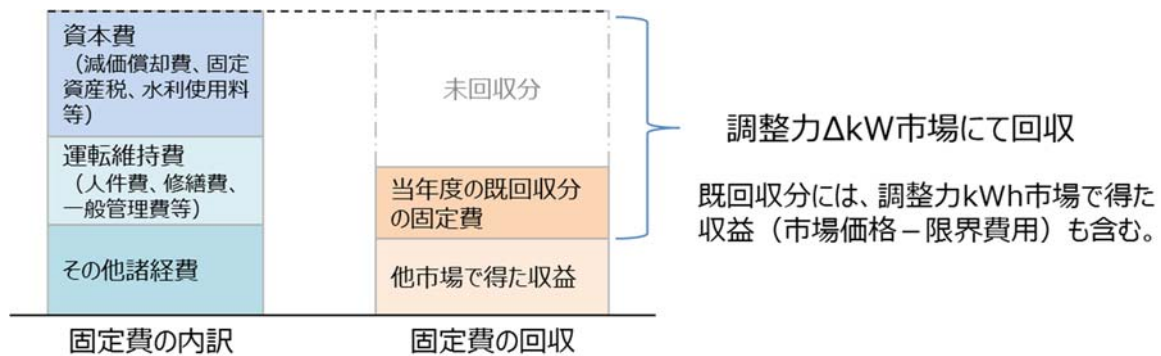 資本費
（減価償却費、固定
資産税、水利使用料
等）
運転維持費
（人件費、修繕費、
一般管理費等）
その他諸経費
固定費の内訳
未回収分
当年度の既回収分
の固定費
他市場で得た収益
固定費の回収
調整力ΔkW市場にて回収
既回収分には、調整力kWh市場で得た
収益（市場価格－限界費用）も含む。